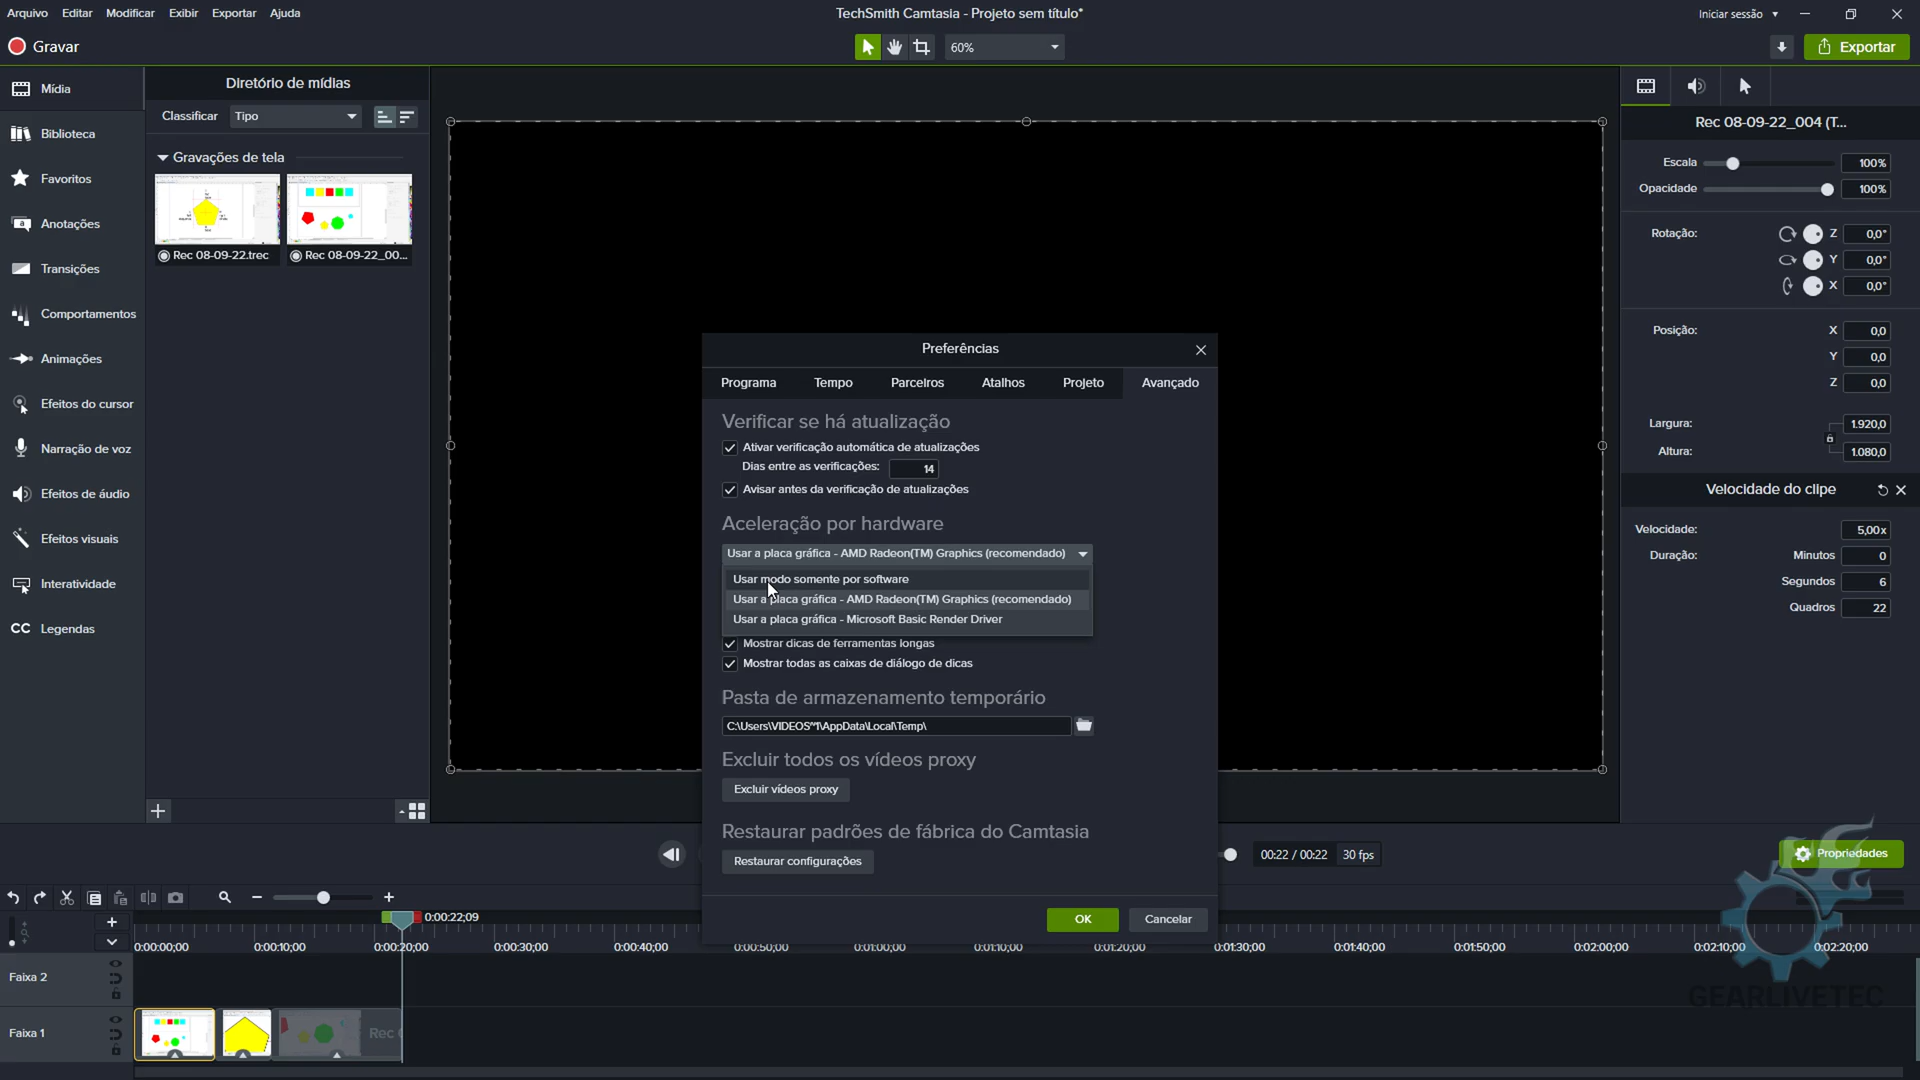 Arquivo Editar Modificar Exibir Exportar Ajuda
TechSmith Camtasia - Projeto sem título*
Iniciar sessão
Gravar
60%
Exportar
Mídia
Biblioteca
Favoritos
Anotações
Transições
Comportamentos
Animações
Efeitos do cursor
Narração de voz
Efeitos de áudio
Efeitos visuais
Interatividade
CC Legendas
Diretório de mídias
Classificar Tipo
Gravações de tela
Rec 08-09-22.trec
Rec 08-09-22_00...
Preferências
Programa Tempo Parceiros Atalhos Projeto Avançado
Verificar se há atualização
Ativar verificação automática de atualizações
Dias entre as verificações: 14
Avisar antes da verificação de atualizações
Aceleração por hardware
Usar a placa gráfica - AMD Radeon(TM) Graphics (recomendado)
Usar modo somente por software
Usar a placa gráfica - AMD Radeon(TM) Graphics (recomendado)
Usar a placa gráfica - Microsoft Basic Render Driver
Mostrar dicas de ferramentas longas
Mostrar todas as caixas de diálogo de dicas
Pasta de armazenamento temporário
C:\Users\VIDEOS~1\AppData\Local\Temp\
Excluir todos os vídeos proxy
Excluir vídeos proxy
Restaurar padrões de fábrica do Camtasia
Restaurar configurações
OK Cancelar
Rec 08-09-22_004 (T...
Escala 100%
Opacidade 100%
Rotação: Z 0,0°
Y 0,0°
X 0,0°
Posição: X 0,0
Y 0,0
Z 0,0
Largura: 1.920,0
Altura: 1.080,0
Velocidade do clipe
Velocidade: 5,00x
Duração: Minutos 0
Segundos 6
Quadros 22
00:22 / 00:22 30 fps
Propriedades
0:00:22;09
0:00:00;00 0:00:10;00 0:00:20;00 0:00:30;00 0:00:40;00 0:00:50;00 0:01:00;00 0:01:10;00 0:01:20;00 0:01:30;00 0:01:40;00 0:01:50;00 0:02:00;00 0:02:10;00 0:02:20;00
Faixa 2
Faixa 1
Rec
GEARLIVETEC